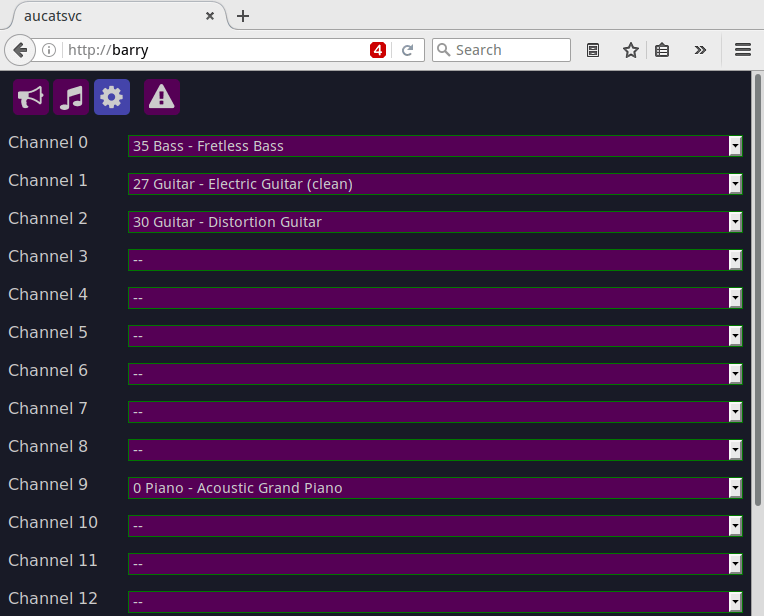 aucatsvc
http://barry 4 Search
Channel 0 35 Bass - Fretless Bass
Channel 1 27 Guitar - Electric Guitar (clean)
Channel 2 30 Guitar - Distortion Guitar
Channel 3 --
Channel 4 --
Channel 5 --
Channel 6 --
Channel 7 --
Channel 8 --
Channel 9 0 Piano - Acoustic Grand Piano
Channel 10 --
Channel 11 --
Channel 12 --